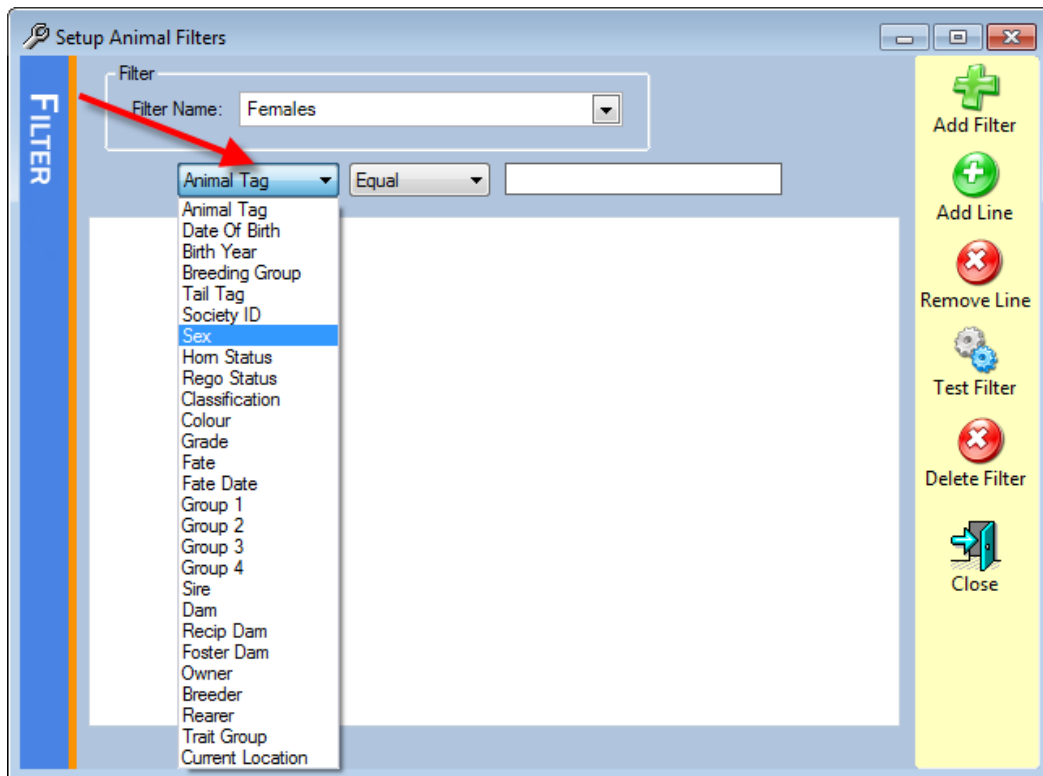 Setup Animal Filters
FILTER
Filter
Filter Name: Females
Animal Tag Equal
Animal Tag
Date Of Birth
Birth Year
Breeding Group
Tail Tag
Society ID
Sex
Horn Status
Rego Status
Classification
Colour
Grade
Fate
Fate Date
Group 1
Group 2
Group 3
Group 4
Sire
Dam
Recip Dam
Foster Dam
Owner
Breeder
Rearer
Trait Group
Current Location
Add Filter
Add Line
Remove Line
Test Filter
Delete Filter
Close